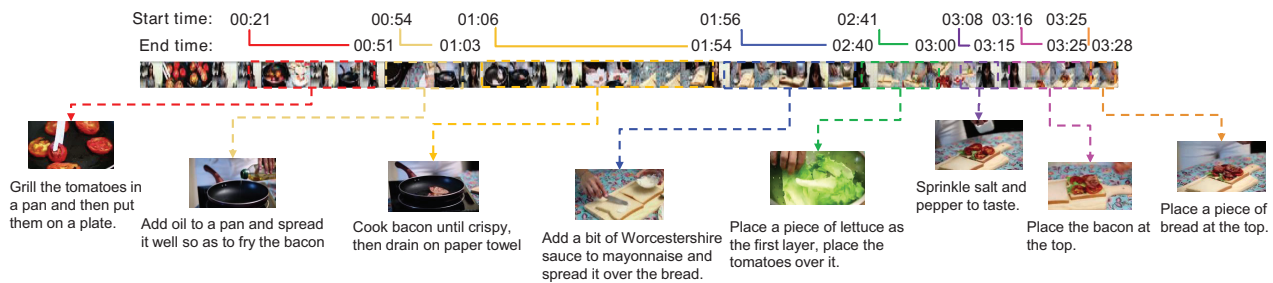 Start time: 00:21 00:54 01:06 01:56 02:41 03:08 03:16 03:25
End time: 00:51 01:03 01:54 02:40 03:00 03:15 03:25 03:28
Grill the tomatoes in
a pan and then put
them on a plate.
Add oil to a pan and spread
it well so as to fry the bacon
Cook bacon until crispy,
then drain on paper towel
Add a bit of Worcestershire
sauce to mayonnaise and
spread it over the bread.
Place a piece of lettuce as
the first layer, place the
tomatoes over it.
Sprinkle salt and
pepper to taste.
Place the bacon at
the top.
Place a piece of
bread at the top.